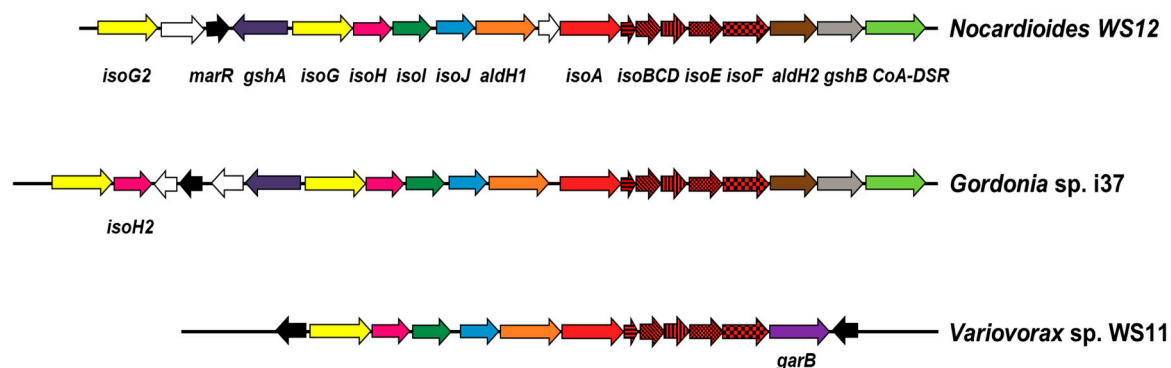 Nocardioides WS12
isoG2 marR gshA isoG isoH isoI isoJ aldH1 isoA isoBCD isoE isoF aldH2 gshB CoA-DSR
Gordonia sp. i37
isoH2
Variovorax sp. WS11
garB